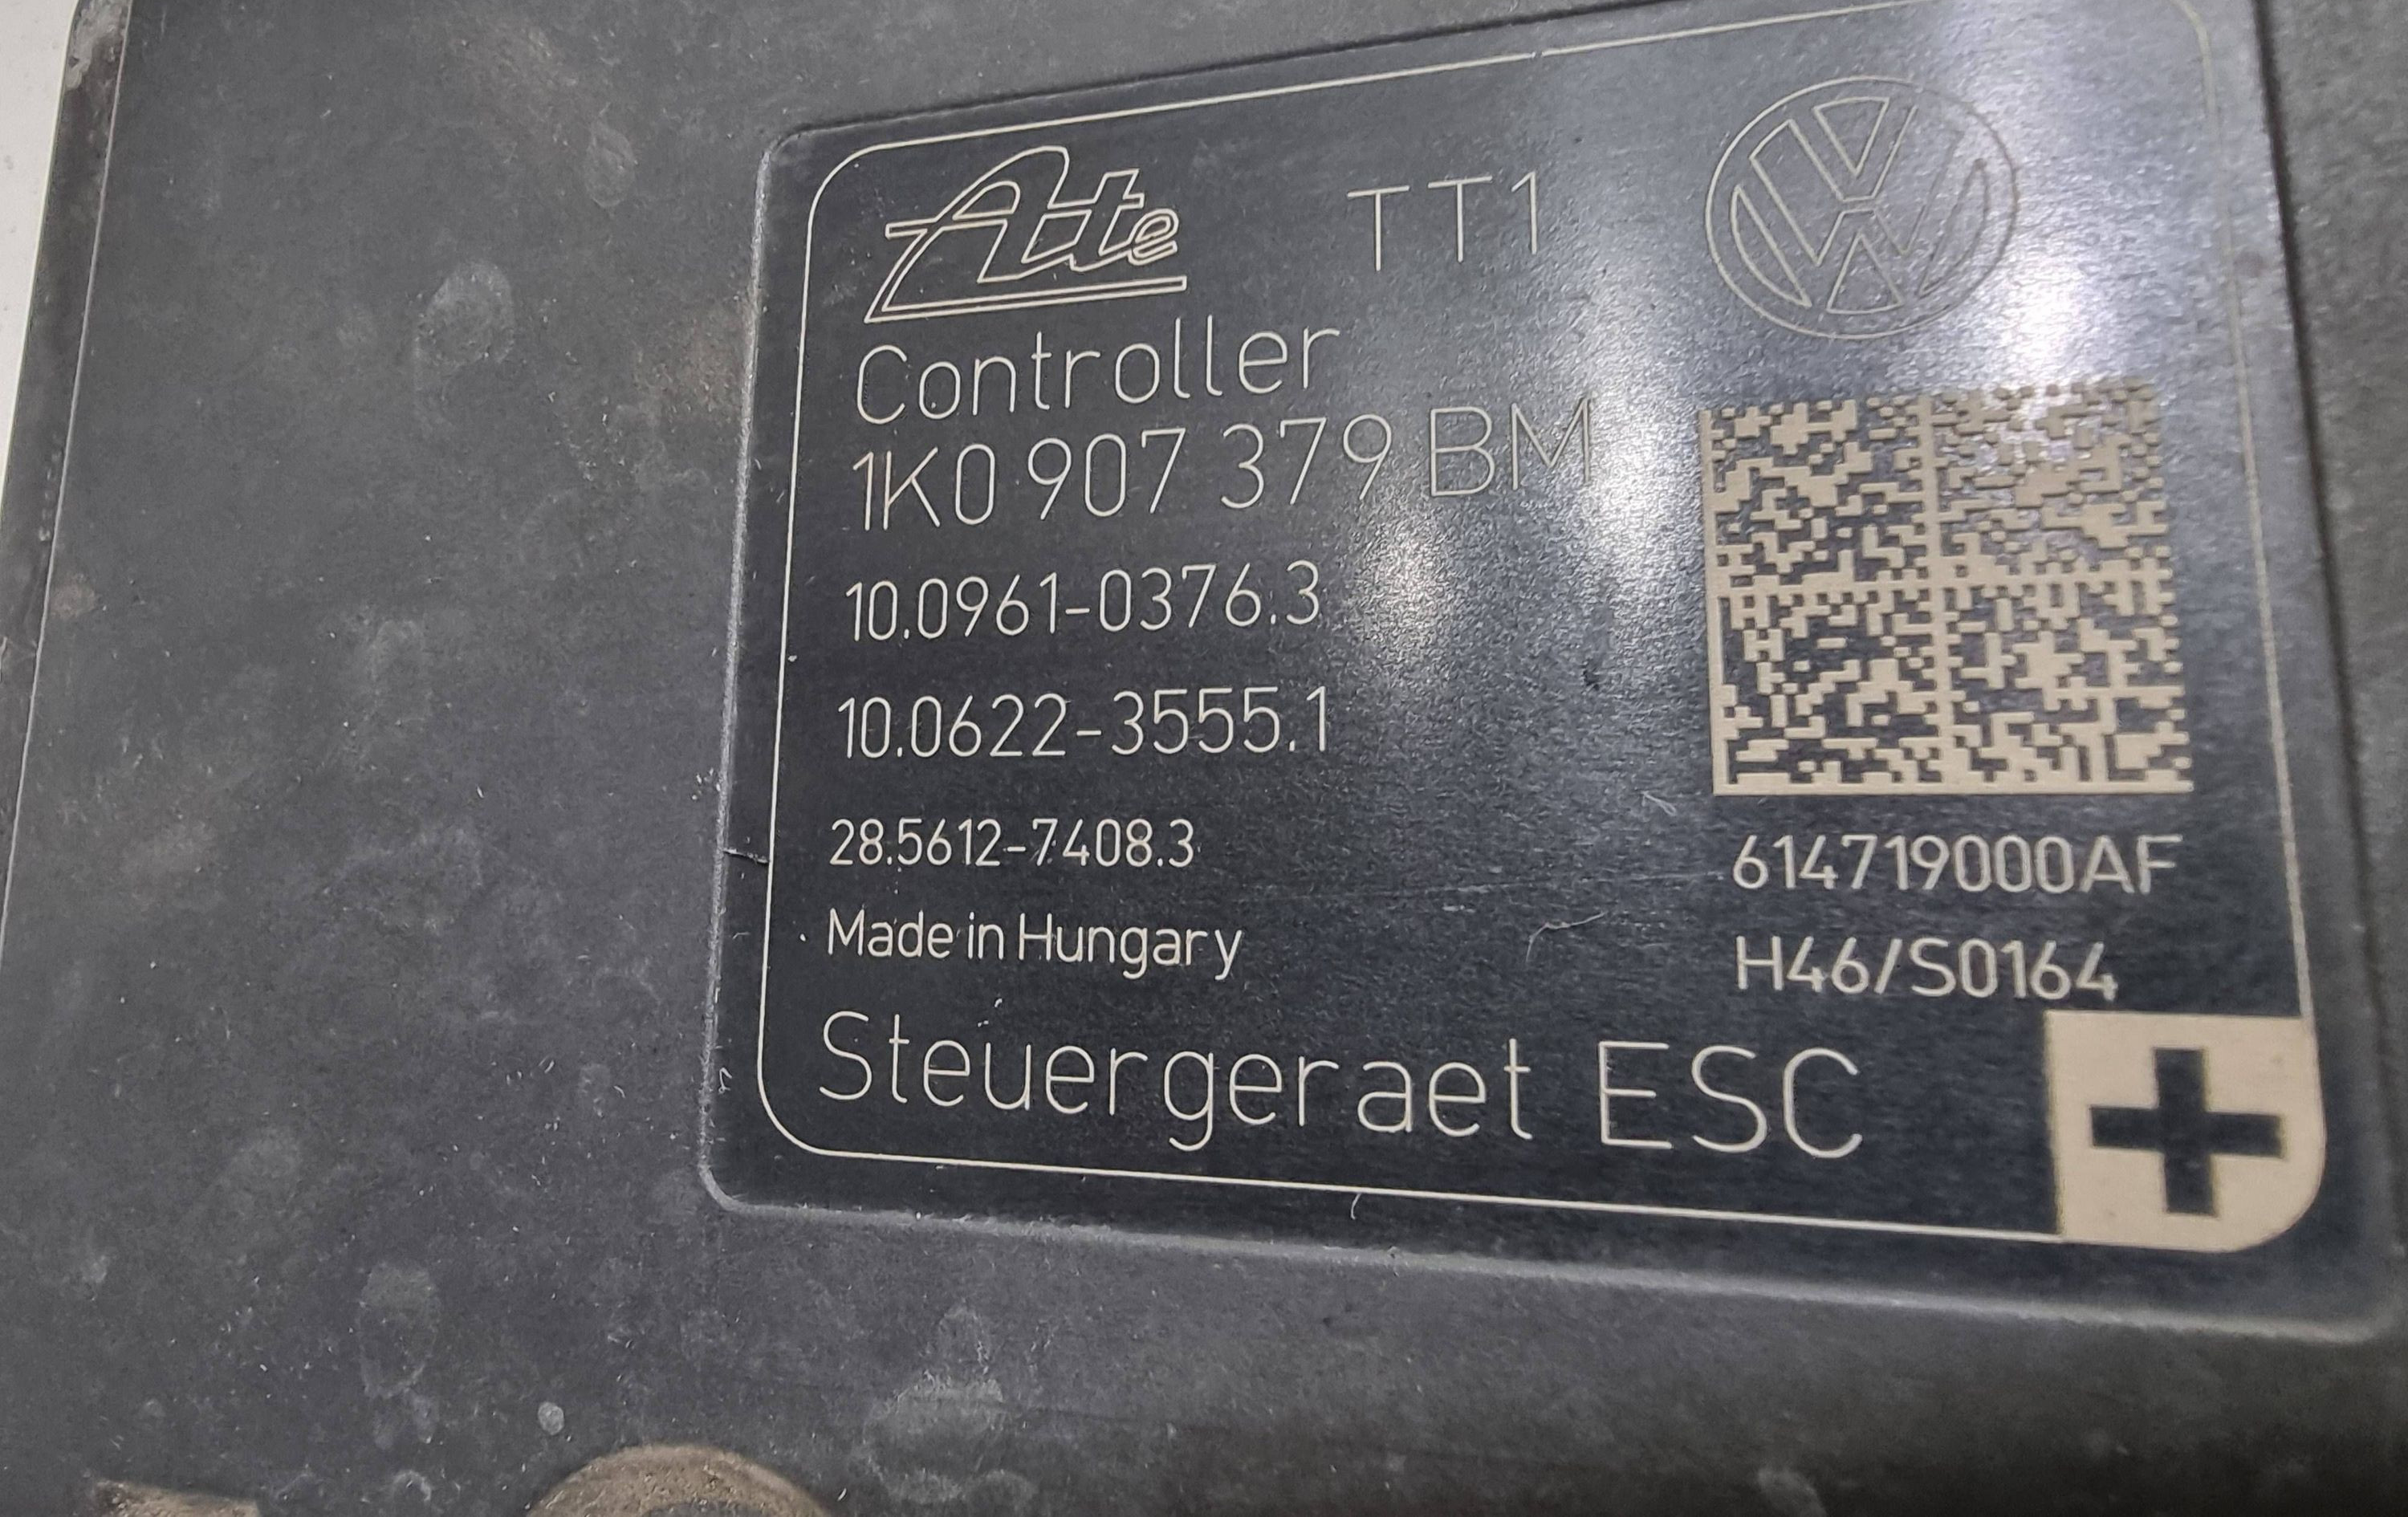 Ate TT1
Controller
1K0 907 379 BM
10.0961-0376.3
10.0622-3555.1
28.5612-7408.3
614719000AF
Made in Hungary
H46/S0164
Steuergeraet ESC